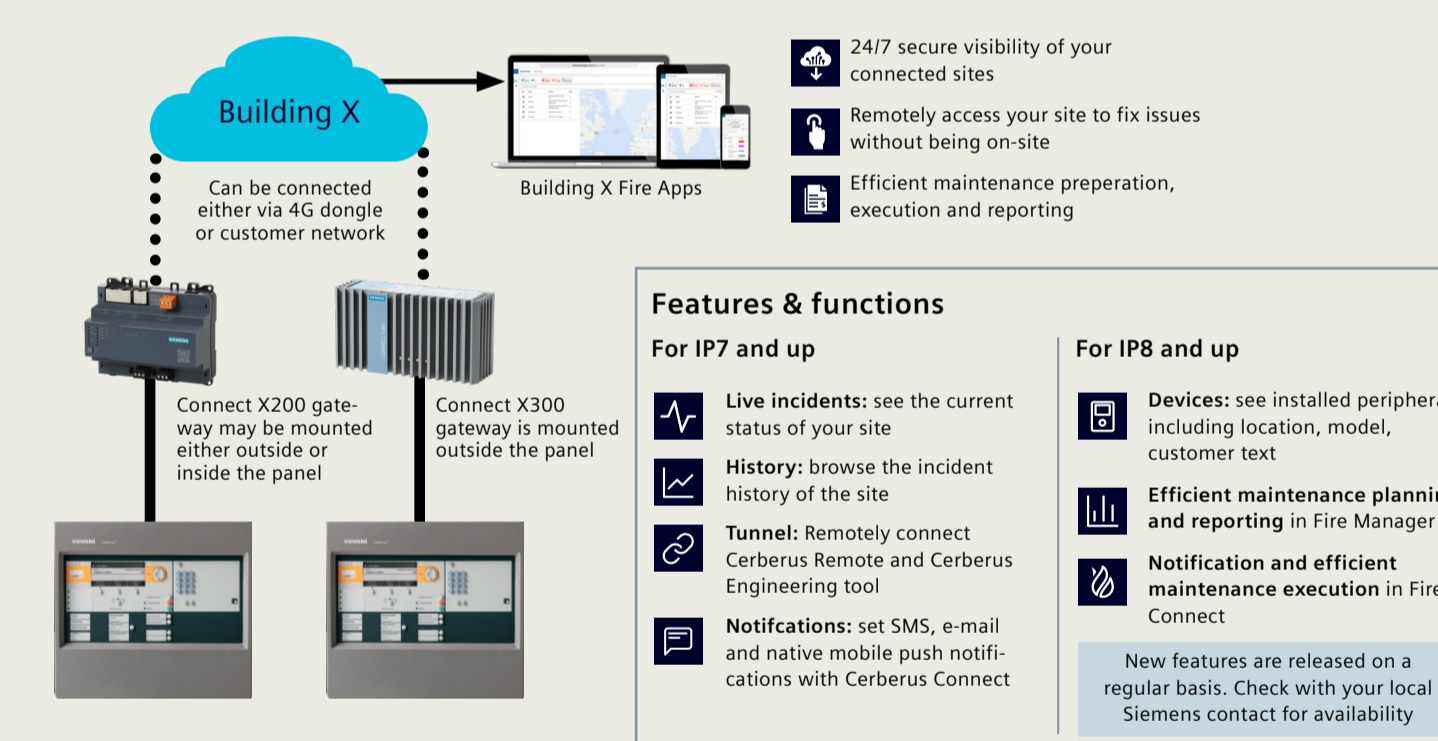 Building X
Can be connected
either via 4G dongle
or customer network
Building X Fire Apps
24/7 secure visibility of your
connected sites
Remotely access your site to fix issues
without being on-site
Efficient maintenance preperation,
execution and reporting
SIEMENS
SIEMENS
Connect X200 gate-
way may be mounted
either outside or
inside the panel
Connect X300
gateway is mounted
outside the panel
SIEMENS
SIEMENS
Features & functions
For IP7 and up
Live incidents: see the current
status of your site
History: browse the incident
history of the site
Tunnel: Remotely connect
Cerberus Remote and Cerberus
Engineering tool
Notifcations: set SMS, e-mail
and native mobile push notifi-
cations with Cerberus Connect
For IP8 and up
Devices: see installed periphera
including location, model,
customer text
Efficient maintenance plannin
and reporting in Fire Manager
Notification and efficient
maintenance execution in Fire
Connect
New features are released on a
regular basis. Check with your local
Siemens contact for availability